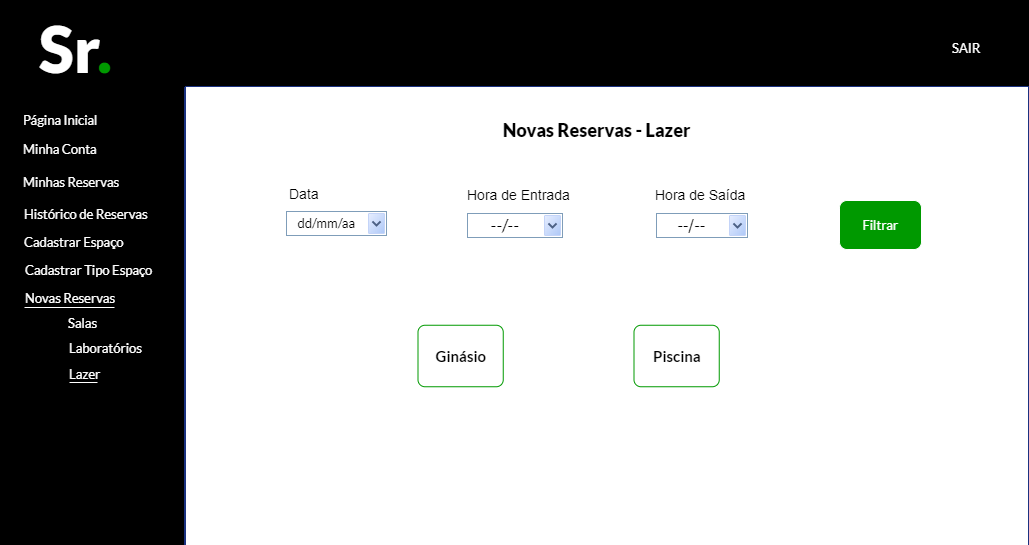 Sr.
SAIR
Página Inicial
Minha Conta
Minhas Reservas
Histórico de Reservas
Cadastrar Espaço
Cadastrar Tipo Espaço
Novas Reservas
Salas
Laboratórios
Lazer
Novas Reservas - Lazer
Data
Hora de Entrada
Hora de Saída
dd/mm/aa
--/--
--/--
Filtrar
Ginásio
Piscina